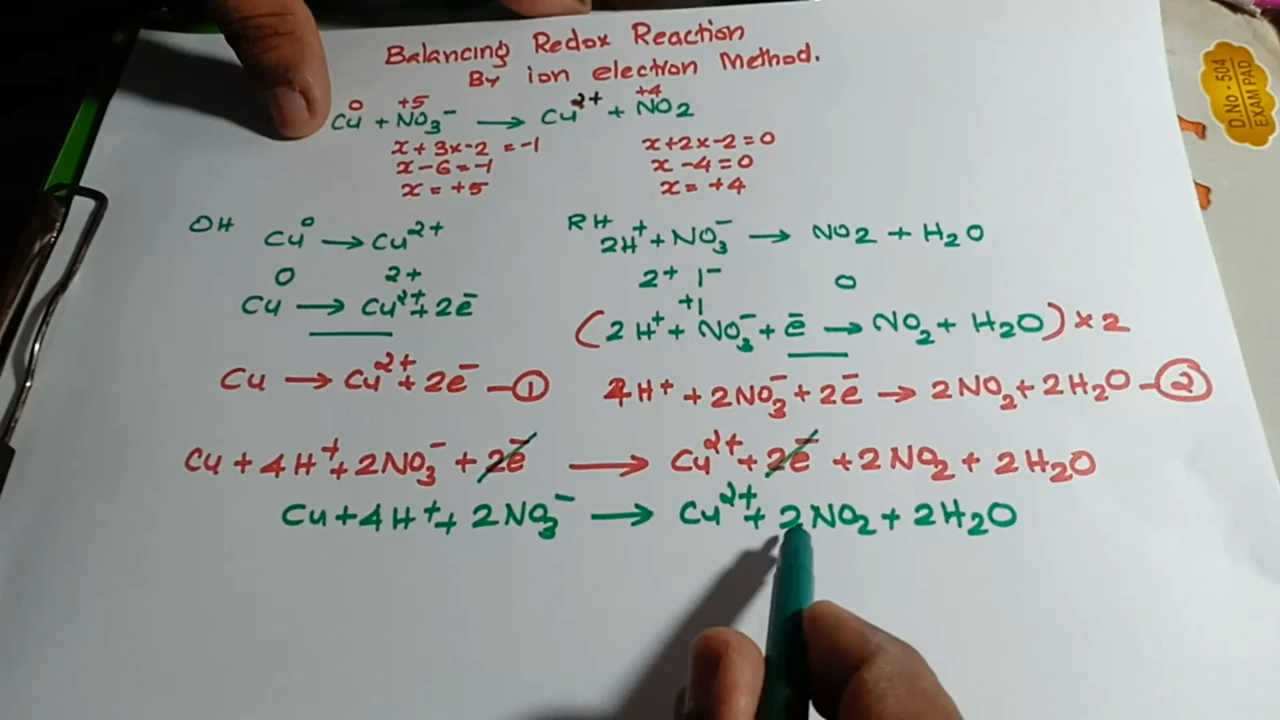 Balancing Redox Reaction
By ion election Method.
0 +5 +4
Cu + NO3⁻ → Cu²⁺ + NO2
x + 3x-2 = -1
x - 6 = -1
x = +5
x+2x-2=0
x -4=0
x = +4
OH Cu⁰ → Cu²⁺
0 2+
Cu → Cu²⁺ + 2e⁻
RH 2H⁺ + NO3⁻ → NO2 + H2O
2+ 1- 0
+1
(2H⁺ + NO3⁻ + e⁻ → NO2 + H2O) × 2
Cu → Cu²⁺ + 2e⁻ - ①
4H⁺ + 2NO3⁻ + 2e⁻ → 2NO2 + 2H2O - ②
Cu + 4H⁺ + 2NO3⁻ + 2e⁻ → Cu²⁺ + 2e⁻ + 2NO2 + 2H2O
Cu + 4H⁺ + 2NO3⁻ → Cu²⁺ + 2NO2 + 2H2O
D.No - 504
EXAM PAD